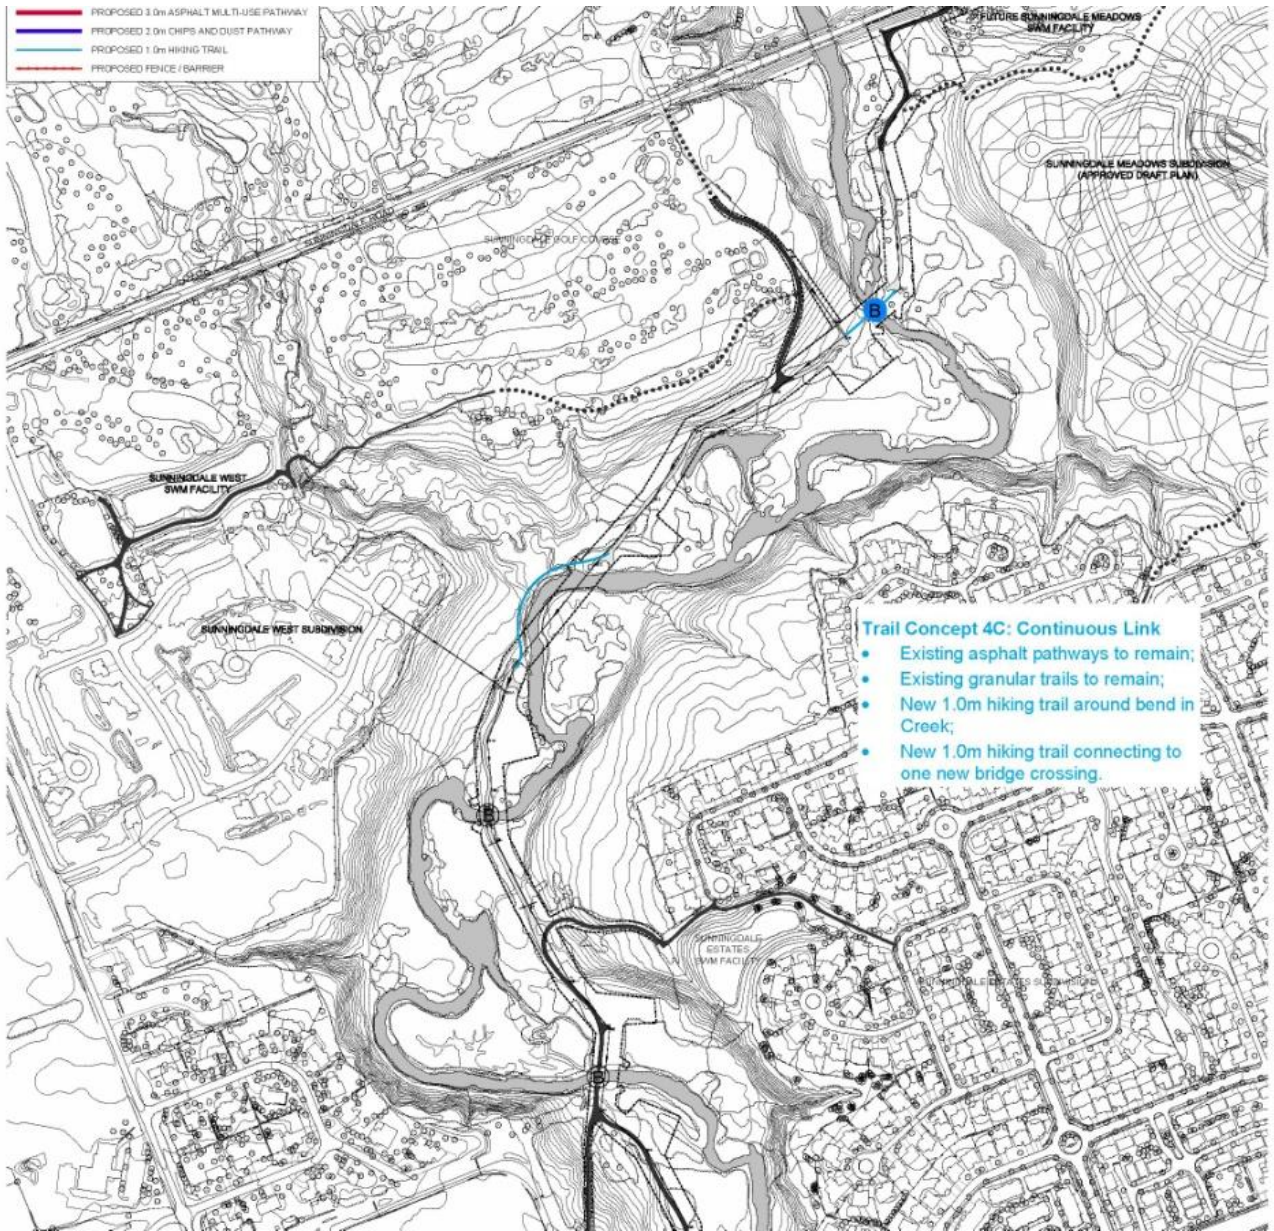 PROPOSED 3.0m ASPHALT MULTI-USE PATHWAY
PROPOSED 2.0m CHIPS AND DUST PATHWAY
PROPOSED 1.0m HIKING TRAIL
PROPOSED FENCE / BARRIER
FUTURE SUNNINGDALE MEADOWS
SWM FACILITY
SUNNINGDALE MEADOWS SUBDIVISION
(APPROVED DRAFT PLAN)
SUNNINGDALE GOLF COURSE
B
SUNNINGDALE WEST
SWM FACILITY
SUNNINGDALE WEST SUBDIVISION
Trail Concept 4C: Continuous Link
• Existing asphalt pathways to remain;
• Existing granular trails to remain;
• New 1.0m hiking trail around bend in
Creek;
• New 1.0m hiking trail connecting to
one new bridge crossing.
B
SUNNINGDALE
ESTATES
SWM FACILITY
SUNNINGDALE ESTATES SUBDIVISION
B